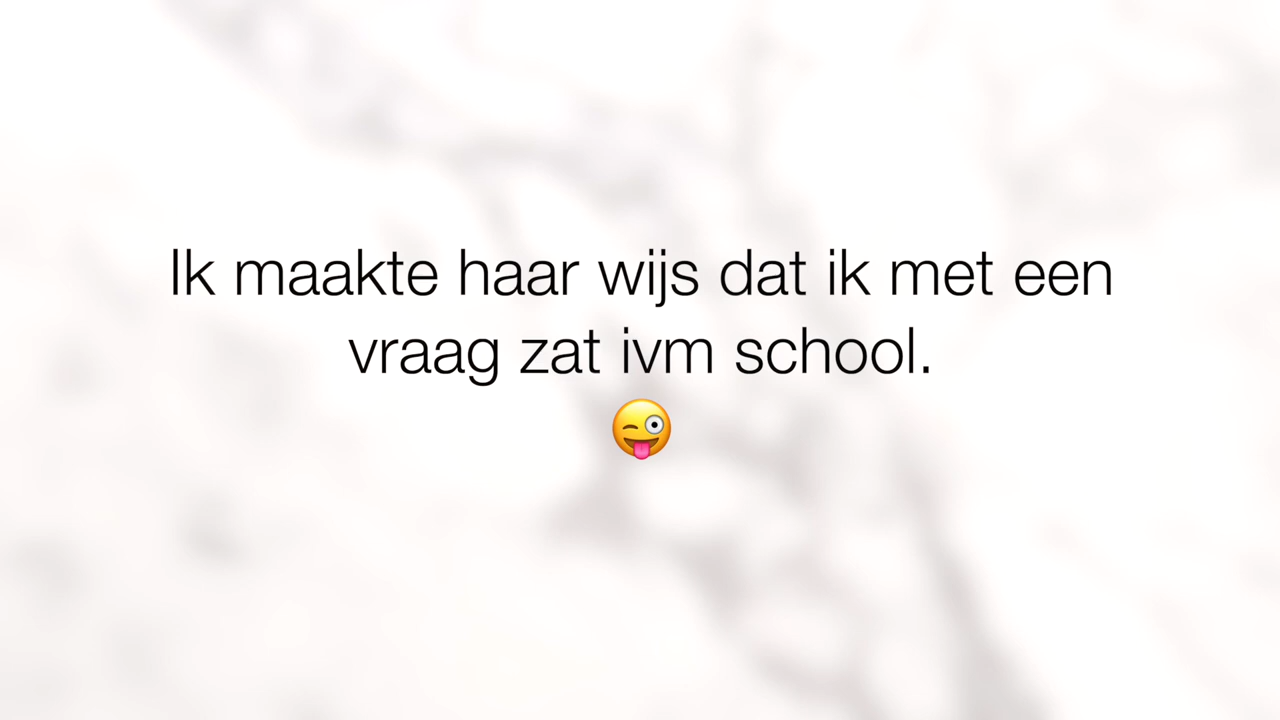 Ik maakte haar wijs dat ik met een
vraag zat ivm school.
😜